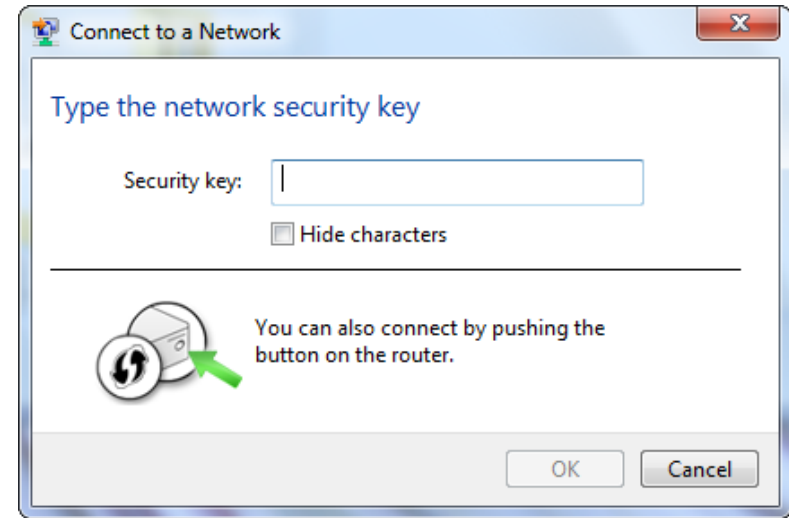 Connect to a Network
Type the network security key
Security key:
Hide characters
You can also connect by pushing the
button on the router.
OK
Cancel